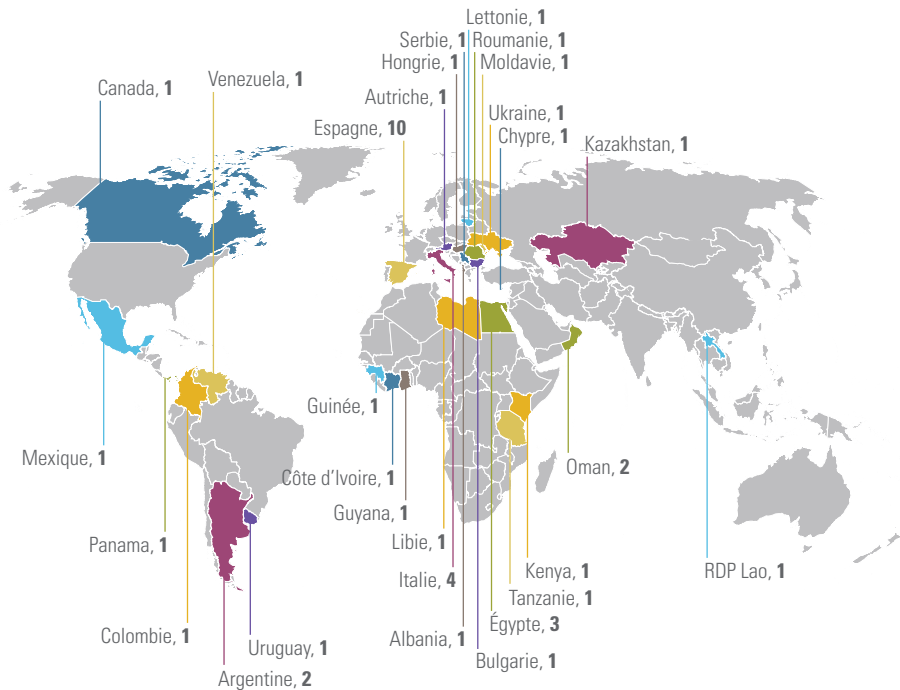 Lettonie, 1
Serbie, 1
Roumanie, 1
Hongrie, 1
Moldavie, 1
Canada, 1
Venezuela, 1
Autriche, 1
Ukraine, 1
Espagne, 10
Chypre, 1
Kazakhstan, 1
Guinée, 1
Mexique, 1
Côte d'Ivoire, 1
Oman, 2
Guyana, 1
Panama, 1
Libie, 1
Italie, 4
Kenya, 1
RDP Lao, 1
Tanzanie, 1
Égypte, 3
Colombie, 1
Uruguay, 1
Albania, 1
Bulgarie, 1
Argentine, 2